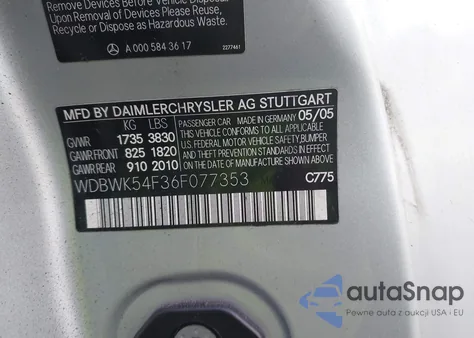 Above Devices Before Vehicle Disposal
Upon Removal of Devices Please Reuse,
Recycle or Dispose as Hazardous Waste.
A 000 584 36 17 2277461
MFD BY DAIMLERCHRYSLER AG STUTTGART
KG LBS PASSENGER CAR MADE IN GERMANY 05/05
GVWR 1735 3830 THIS VEHICLE CONFORMS TO ALL APPLICABLE
GAWR FRONT 825 1820 U.S. FEDERAL MOTOR VEHICLE SAFETY, BUMPER
GAWR REAR 910 2010 AND THEFT PREVENTION STANDARDS IN EFFECT
ON THE DATE OF MANUFACTURE SHOWN ABOVE.
WDBWK54F36F077353 C775
autoSnap
Pewne auta z aukcji USA - EU